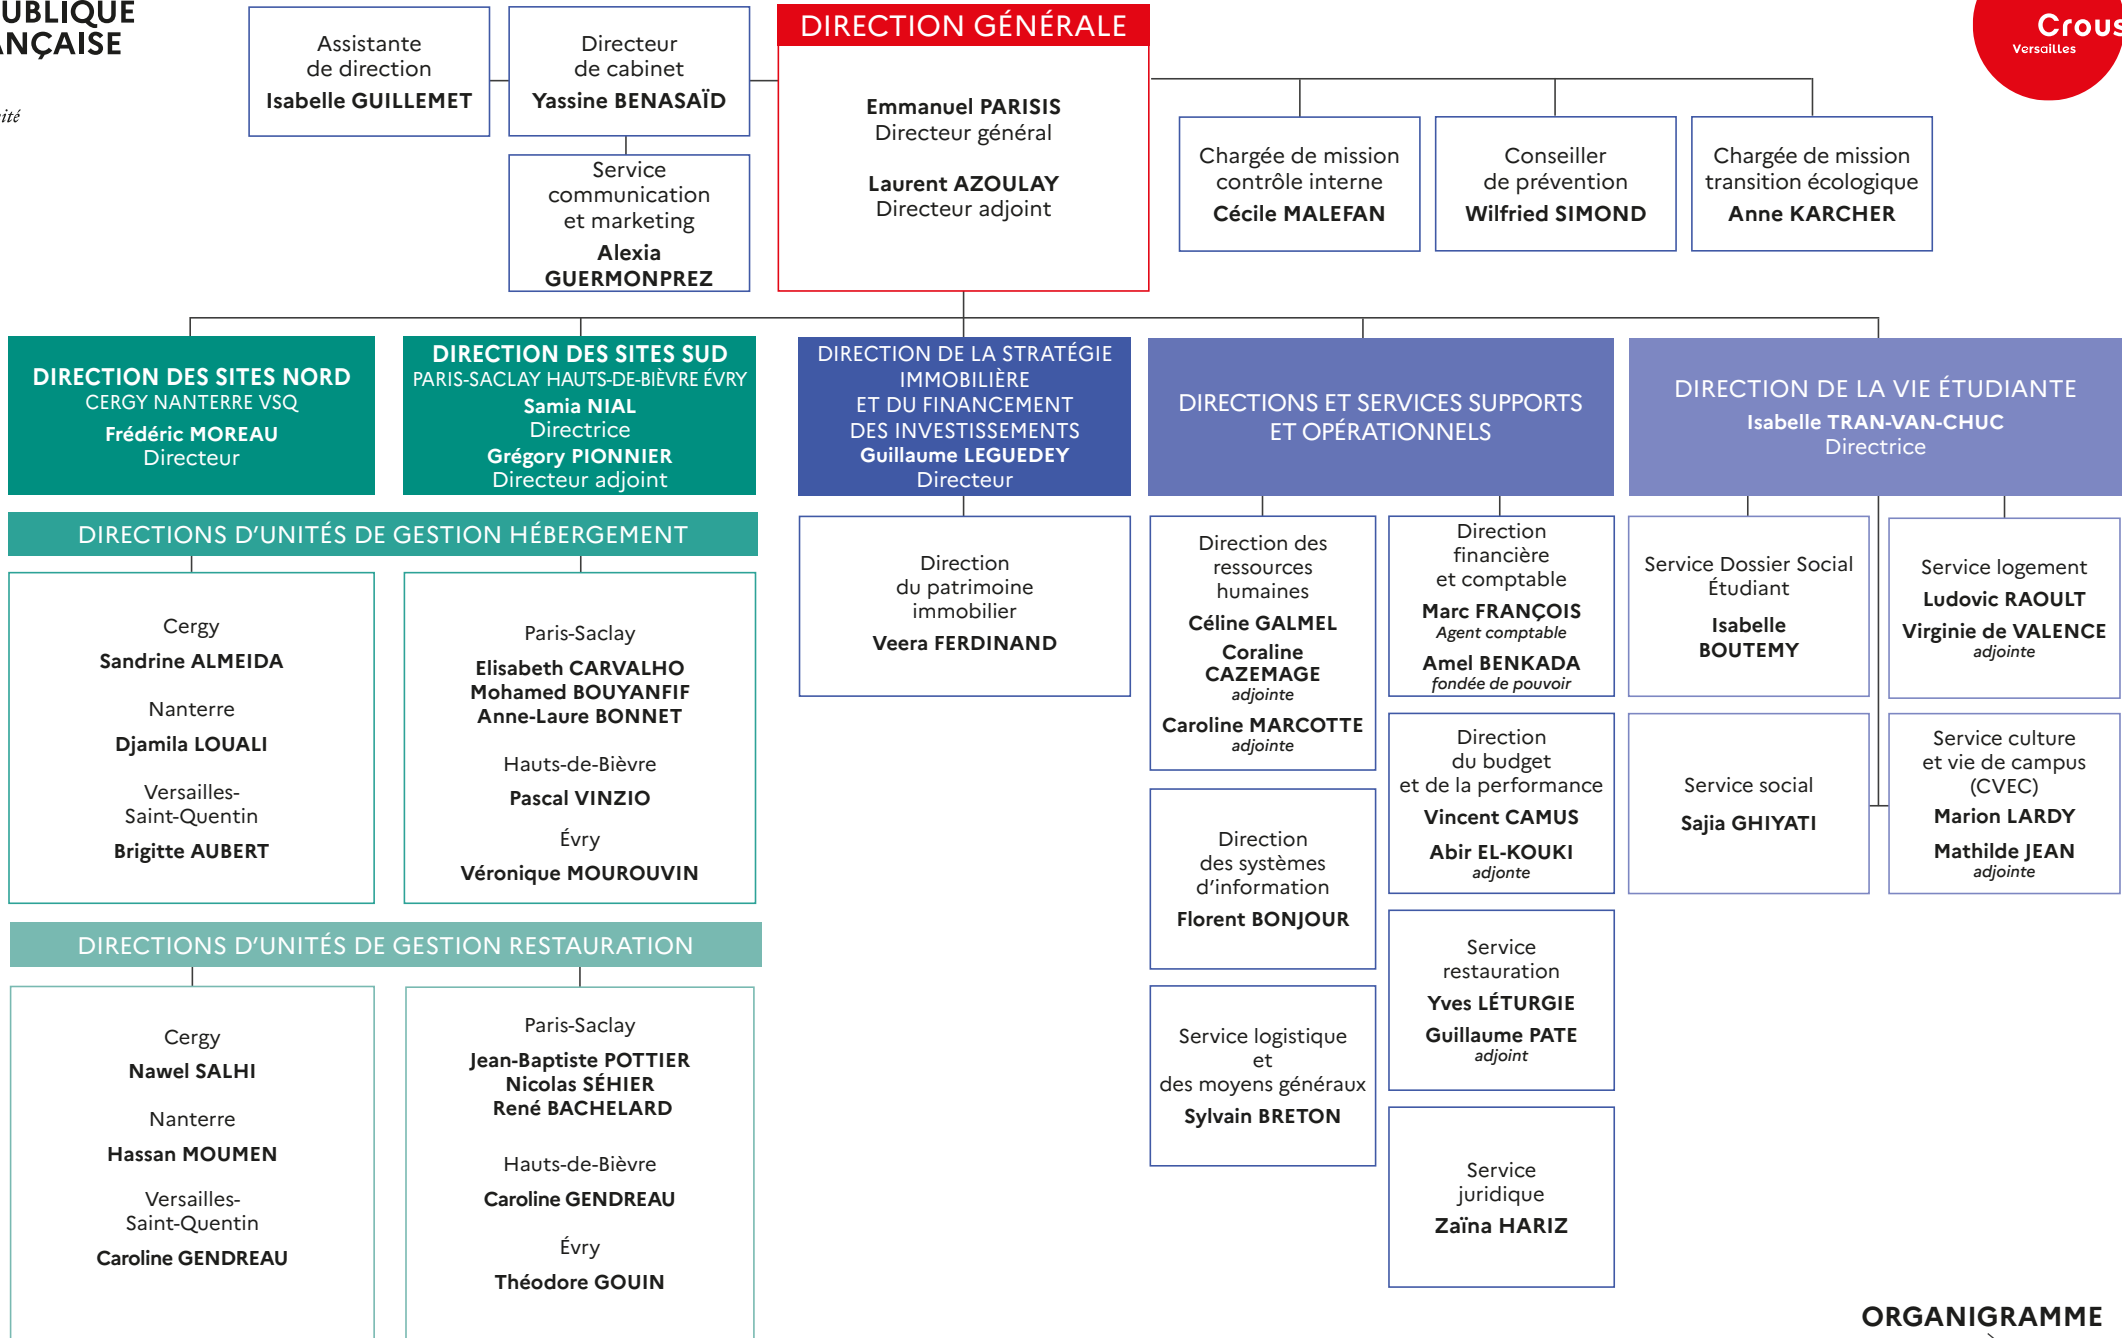 Assistante
de direction
Isabelle GUILLEMET
Directeur
de cabinet
Yassine BENASAÏD
Service
communication
et marketing
Alexia
GUERMONPREZ
DIRECTION GÉNÉRALE
Emmanuel PARISIS
Directeur général
Laurent AZOULAY
Directeur adjoint
Chargée de mission
contrôle interne
Cécile MALEFAN
Conseiller
de prévention
Wilfried SIMOND
Chargée de mission
transition écologique
Anne KARCHER
Crous
Versailles
DIRECTION DES SITES NORD
CERGY NANTERRE VSQ
Frédéric MOREAU
Directeur
DIRECTION DES SITES SUD
PARIS-SACLAY HAUTS-DE-BIÈVRE ÉVRY
Samia NIAL
Directrice
Grégory PIONNIER
Directeur adjoint
DIRECTIONS D'UNITÉS DE GESTION HÉBERGEMENT
Cergy
Sandrine ALMEIDA
Nanterre
Djamila LOUALI
Versailles-
Saint-Quentin
Brigitte AUBERT
Paris-Saclay
Elisabeth CARVALHO
Mohamed BOUYANFIF
Anne-Laure BONNET
Hauts-de-Bièvre
Pascal VINZIO
Évry
Véronique MOUROUVIN
DIRECTIONS D'UNITÉS DE GESTION RESTAURATION
Cergy
Nawel SALHI
Nanterre
Hassan MOUMEN
Versailles-
Saint-Quentin
Caroline GENDREAU
Paris-Saclay
Jean-Baptiste POTTIER
Nicolas SÉHIER
René BACHELARD
Hauts-de-Bièvre
Caroline GENDREAU
Évry
Théodore GOUIN
DIRECTION DE LA STRATÉGIE
IMMOBILIÈRE
ET DU FINANCEMENT
DES INVESTISSEMENTS
Guillaume LEGUEDEY
Directeur
Direction
du patrimoine
immobilier
Veera FERDINAND
DIRECTIONS ET SERVICES SUPPORTS
ET OPÉRATIONNELS
Direction des
ressources
humaines
Céline GALMEL
Coraline
CAZEMAGE
adjointe
Caroline MARCOTTE
adjointe
Direction
des systèmes
d'information
Florent BONJOUR
Service logistique
et
des moyens généraux
Sylvain BRETON
Direction
financière
et comptable
Marc FRANÇOIS
Agent comptable
Amel BENKADA
fondée de pouvoir
Direction
du budget
et de la performance
Vincent CAMUS
Abir EL-KOUKI
adjonte
Service
restauration
Yves LÉTURGIE
Guillaume PATE
adjoint
Service
juridique
Zaïna HARIZ
DIRECTION DE LA VIE ÉTUDIANTE
Isabelle TRAN-VAN-CHUC
Directrice
Service Dossier Social
Étudiant
Isabelle
BOUTEMY
Service logement
Ludovic RAOULT
Virginie de VALENCE
adjointe
Service social
Sajia GHIYATI
Service culture
et vie de campus
(CVEC)
Marion LARDY
Mathilde JEAN
adjointe
ORGANIGRAMME